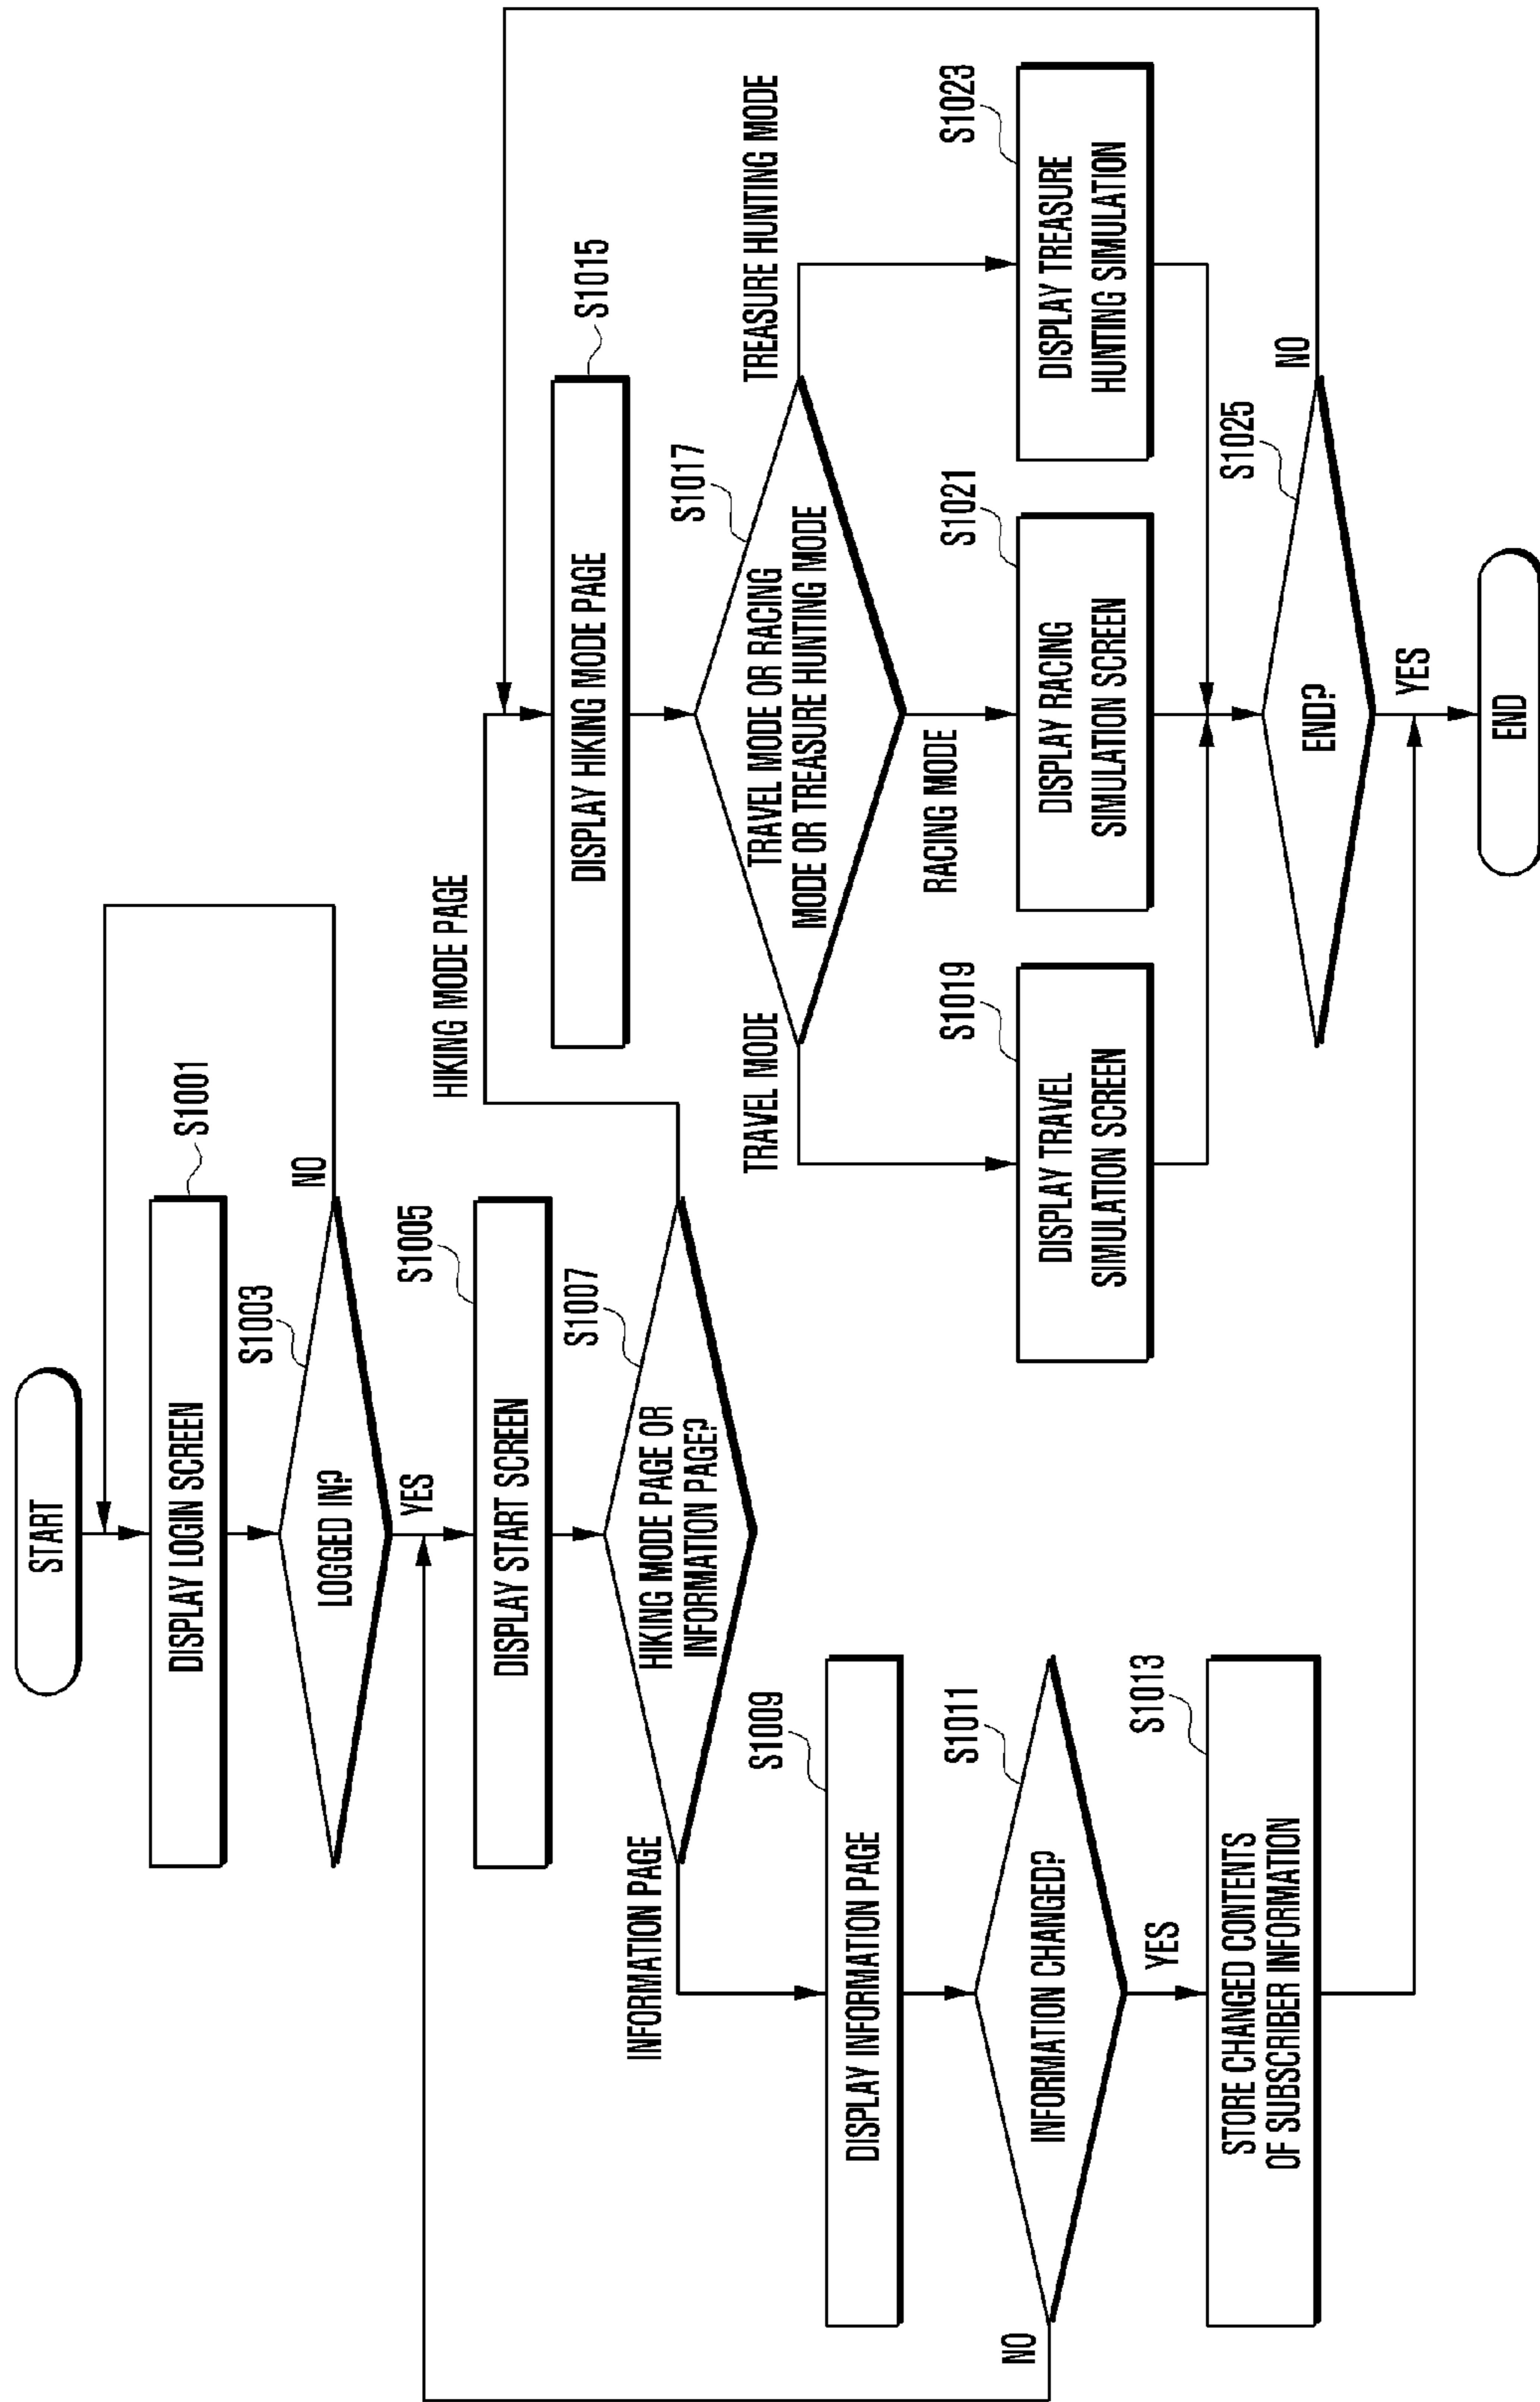 START
DISPLAY LOGIN SCREEN
S1001
LOGGED IN?
S1003
NO
YES
DISPLAY START SCREEN
S1005
HIKING MODE PAGE OR
INFORMATION PAGE?
S1007
INFORMATION PAGE
HIKING MODE PAGE
DISPLAY INFORMATION PAGE
S1009
INFORMATION CHANGED?
S1011
NO
YES
STORE CHANGED CONTENTS
OF SUBSCRIBER INFORMATION
S1013
DISPLAY HIKING MODE PAGE
S1015
TRAVEL MODE OR RACING
MODE OR TREASURE HUNTING MODE
S1017
TRAVEL MODE
RACING MODE
TREASURE HUNTING MODE
DISPLAY TRAVEL
SIMULATION SCREEN
S1019
DISPLAY RACING
SIMULATION SCREEN
S1021
DISPLAY TREASURE
HUNTING SIMULATION
S1023
END?
S1025
NO
YES
END